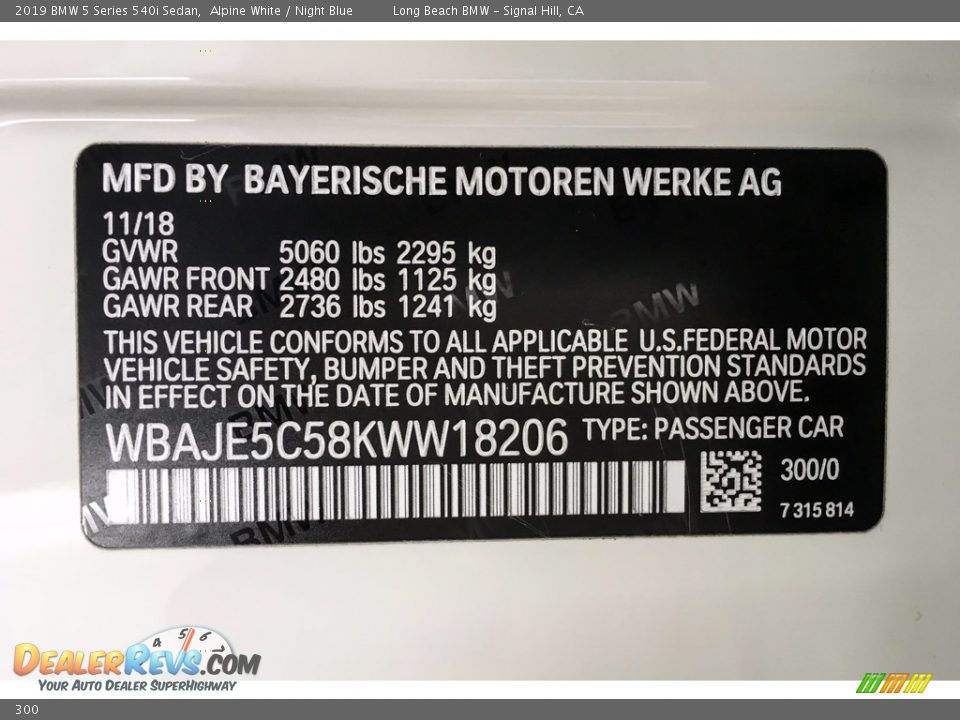 2019 BMW 5 Series 540i Sedan, Alpine White / Night Blue Long Beach BMW - Signal Hill, CA
MFD BY BAYERISCHE MOTOREN WERKE AG
11/18
GVWR 5060 lbs 2295 kg
GAWR FRONT 2480 lbs 1125 kg
GAWR REAR 2736 lbs 1241 kg
THIS VEHICLE CONFORMS TO ALL APPLICABLE U.S.FEDERAL MOTOR
VEHICLE SAFETY, BUMPER AND THEFT PREVENTION STANDARDS
IN EFFECT ON THE DATE OF MANUFACTURE SHOWN ABOVE.
WBAJE5C58KWW18206 TYPE: PASSENGER CAR
300/0
7 315 814
4 5 6 7
DEALERREVS.COM
YOUR AUTO DEALER SUPERHIGHWAY
300